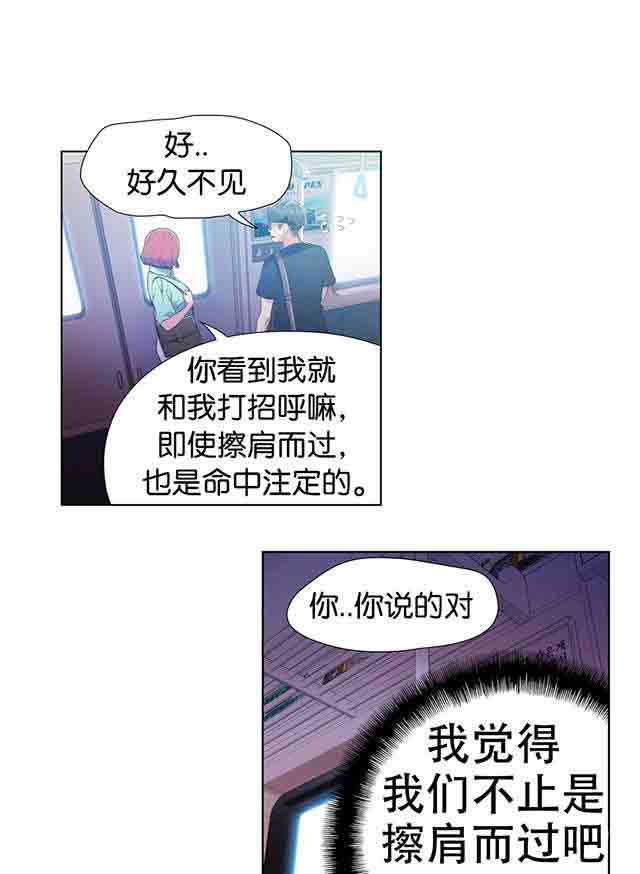 好..
好久不见
你看到我就
和我打招呼嘛,
即使擦肩而过,
也是命中注定的。
你..你说的对
我觉得
我们不止是
擦肩而过吧